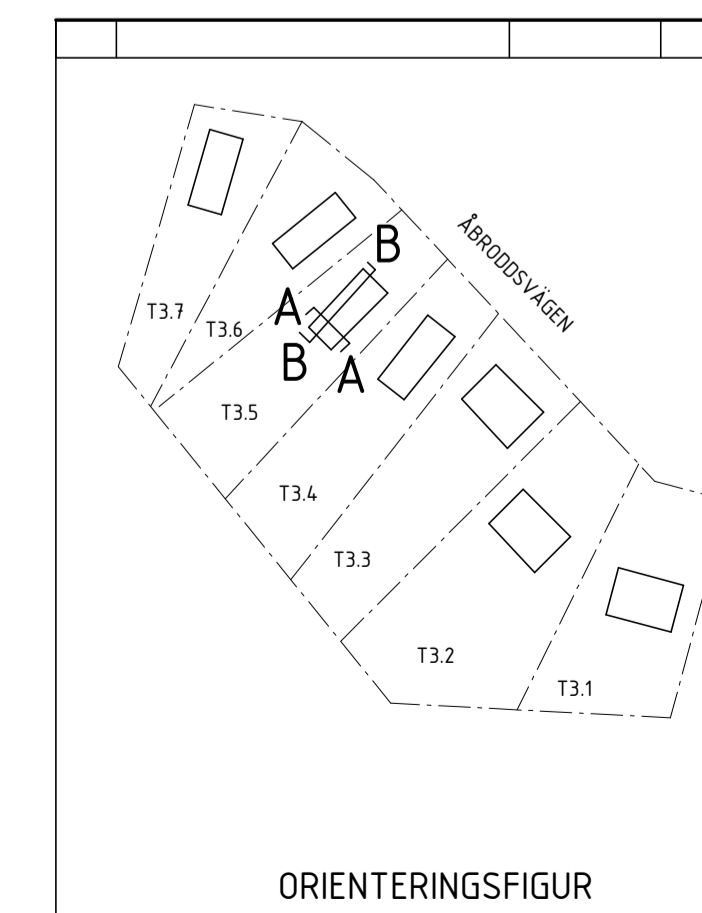 ÅBRODDSVÄGEN
B
A
T3.7
T3.6
B
A
T3.5
T3.4
T3.3
T3.2
T3.1
ORIENTERINGSFIGUR